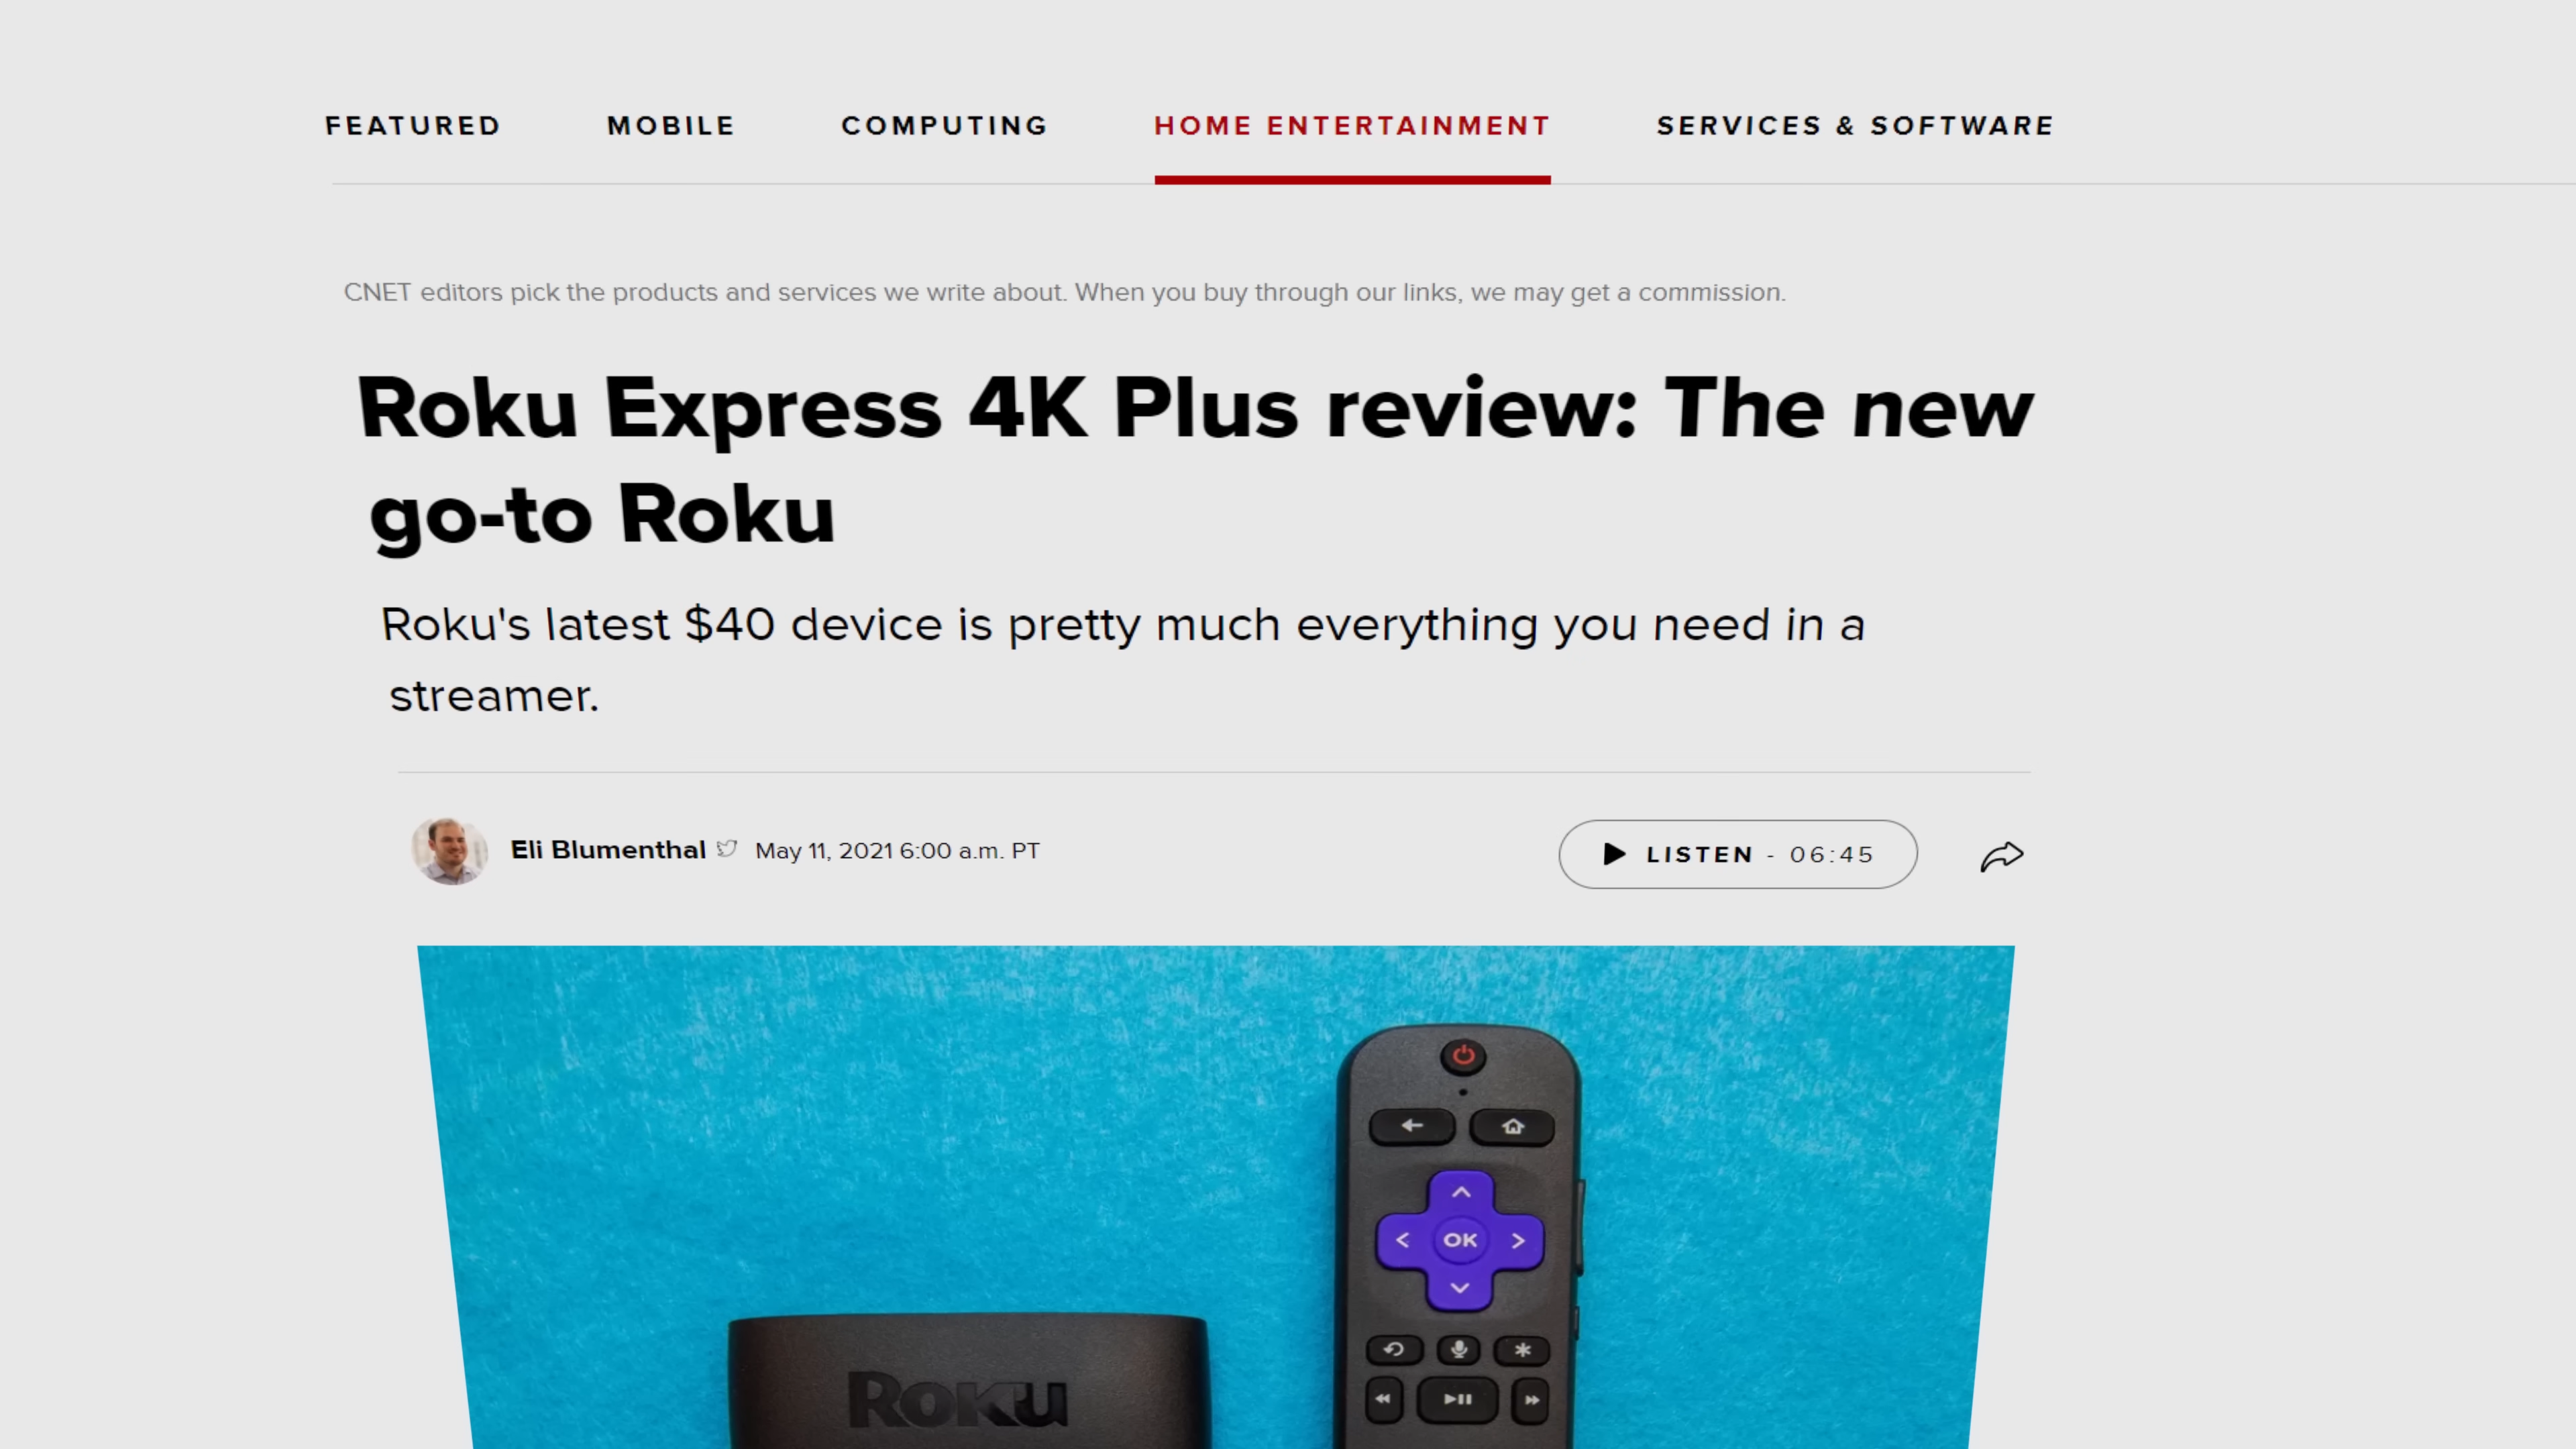 FEATURED MOBILE COMPUTING HOME ENTERTAINMENT SERVICES & SOFTWARE
CNET editors pick the products and services we write about. When you buy through our links, we may get a commission.
Roku Express 4K Plus review: The new
go-to Roku
Roku's latest $40 device is pretty much everything you need in a
streamer.
Eli Blumenthal May 11, 2021 6:00 a.m. PT
LISTEN - 06:45
OK
Roku